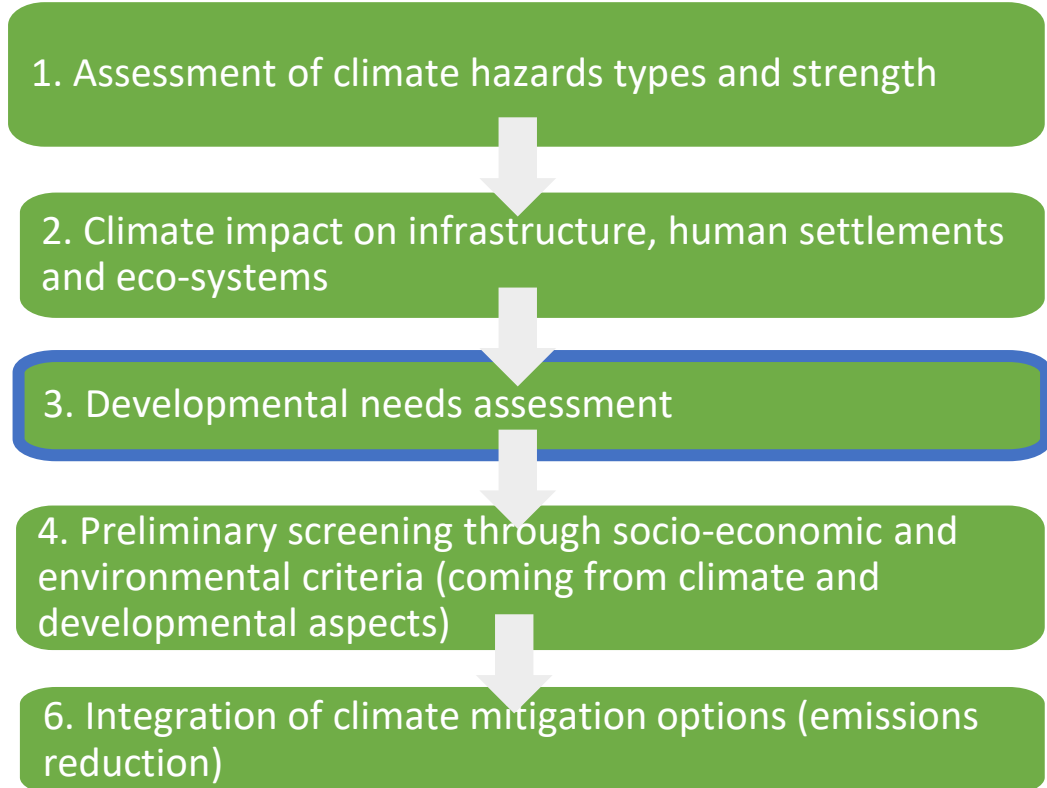 1. Assessment of climate hazards types and strength
2. Climate impact on infrastructure, human settlements
and eco-systems
3. Developmental needs assessment
4. Preliminary screening through socio-economic and
environmental criteria (coming from climate and
developmental aspects)
6. Integration of climate mitigation options (emissions
reduction)